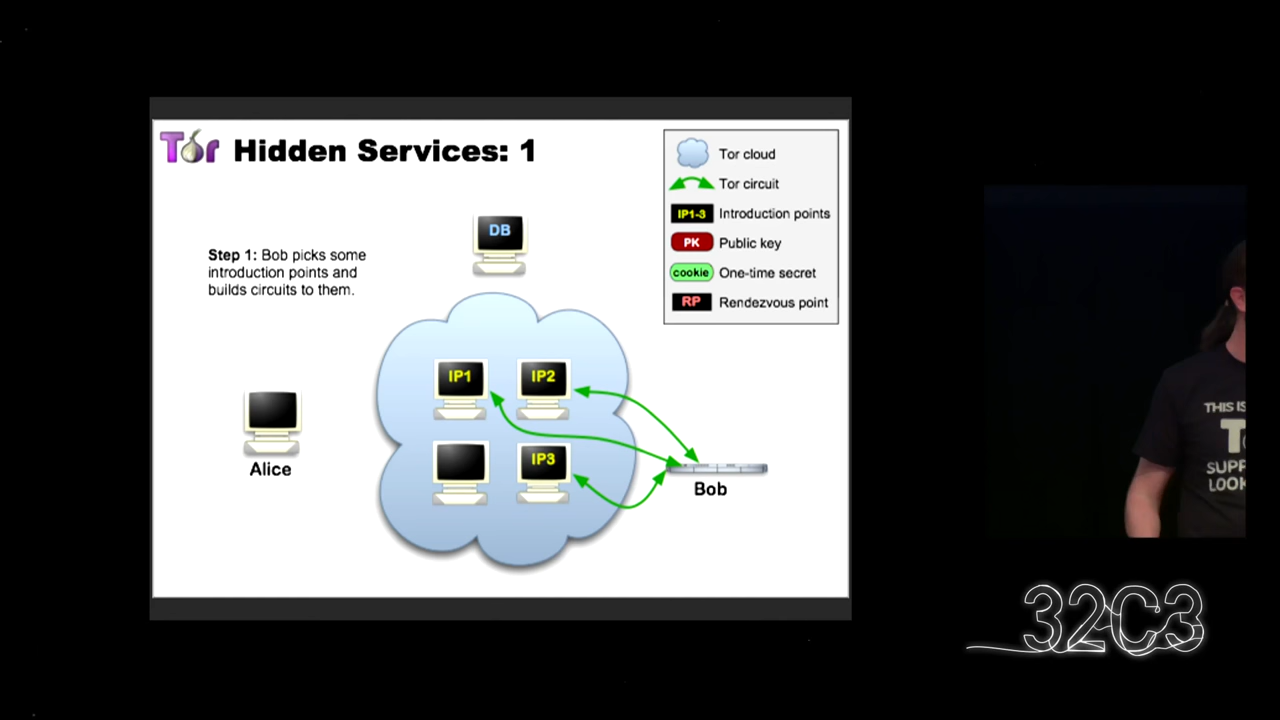 Tor Hidden Services: 1
Tor cloud
Tor circuit
IP1-3 Introduction points
PK Public key
cookie One-time secret
RP Rendezvous point
DB
Step 1: Bob picks some
introduction points and
builds circuits to them.
IP1 IP2
IP3
Alice
Bob
THIS IS
SUPP
LOOK
32C3